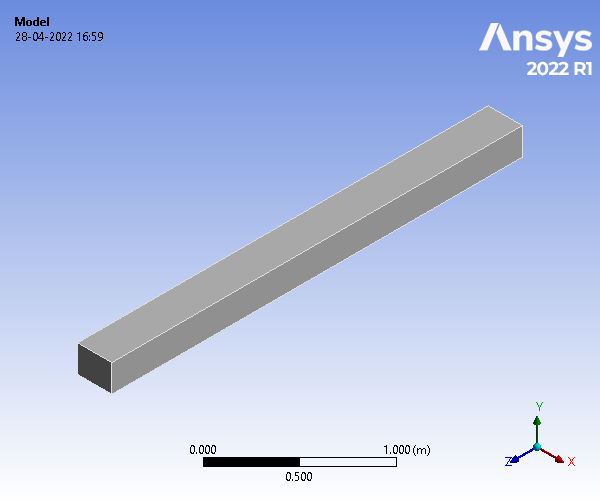 Model
28-04-2022 16:59
Ansys
2022 R1
0.000
1.000 (m)
0.500
Y
Z
X